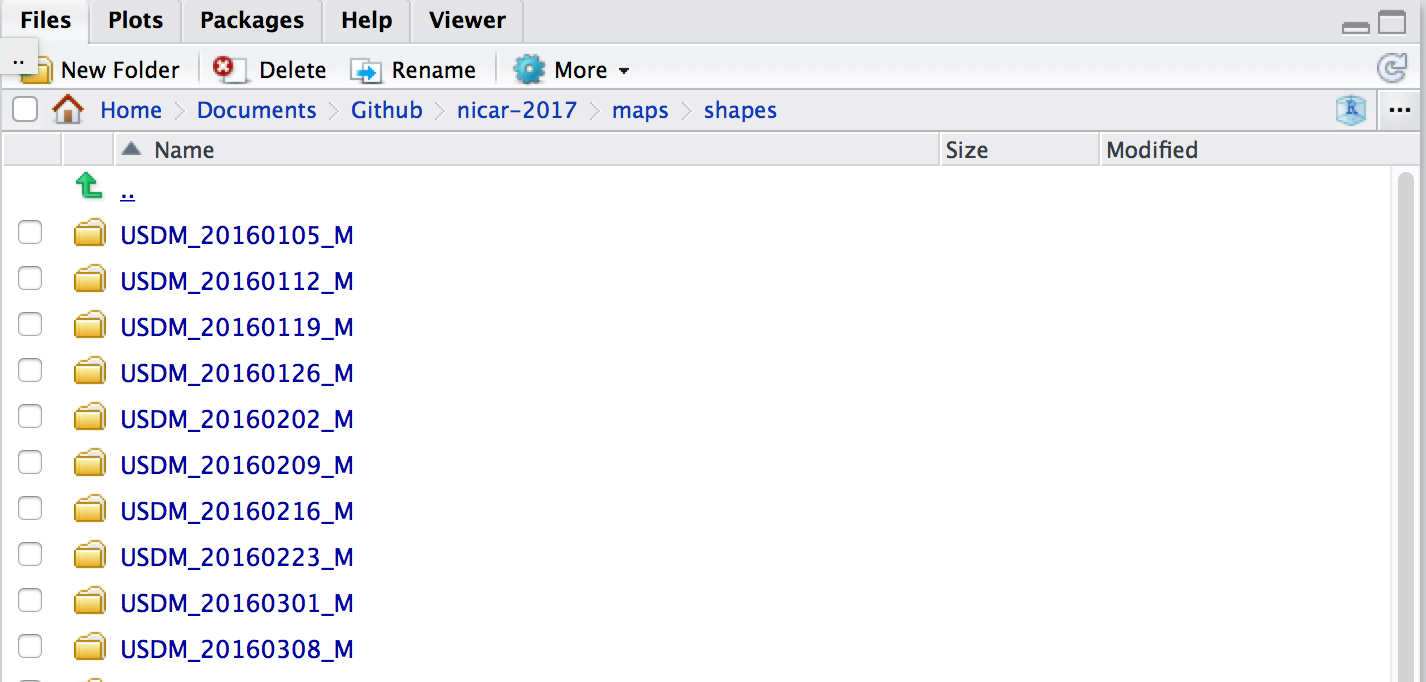 Files Plots Packages Help Viewer
..
New Folder Delete Rename More
Home Documents Github nicar-2017 maps shapes R ...
Name Size Modified
..
USDM_20160105_M
USDM_20160112_M
USDM_20160119_M
USDM_20160126_M
USDM_20160202_M
USDM_20160209_M
USDM_20160216_M
USDM_20160223_M
USDM_20160301_M
USDM_20160308_M